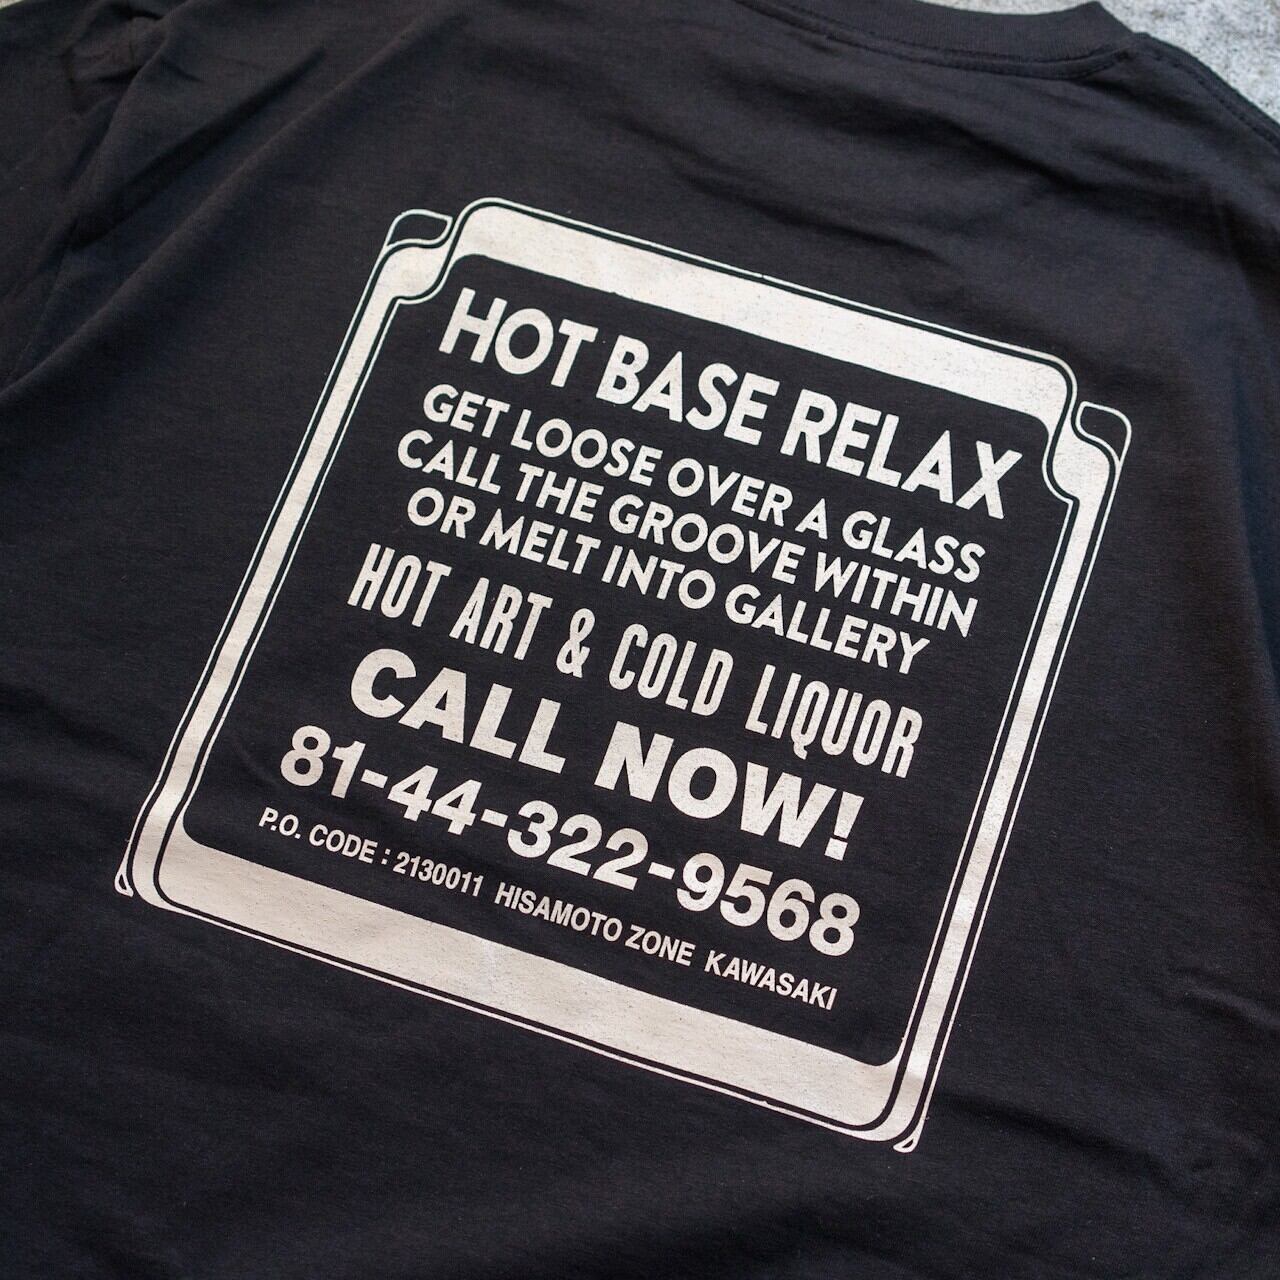 HOT BASE RELAX
GET LOOSE OVER A GLASS
CALL THE GROOVE WITHIN
OR MELT INTO GALLERY
HOT ART & COLD LIQUOR
CALL NOW!
81-44-322-9568
P.O. CODE : 2130011 HISAMOTO ZONE KAWASAKI